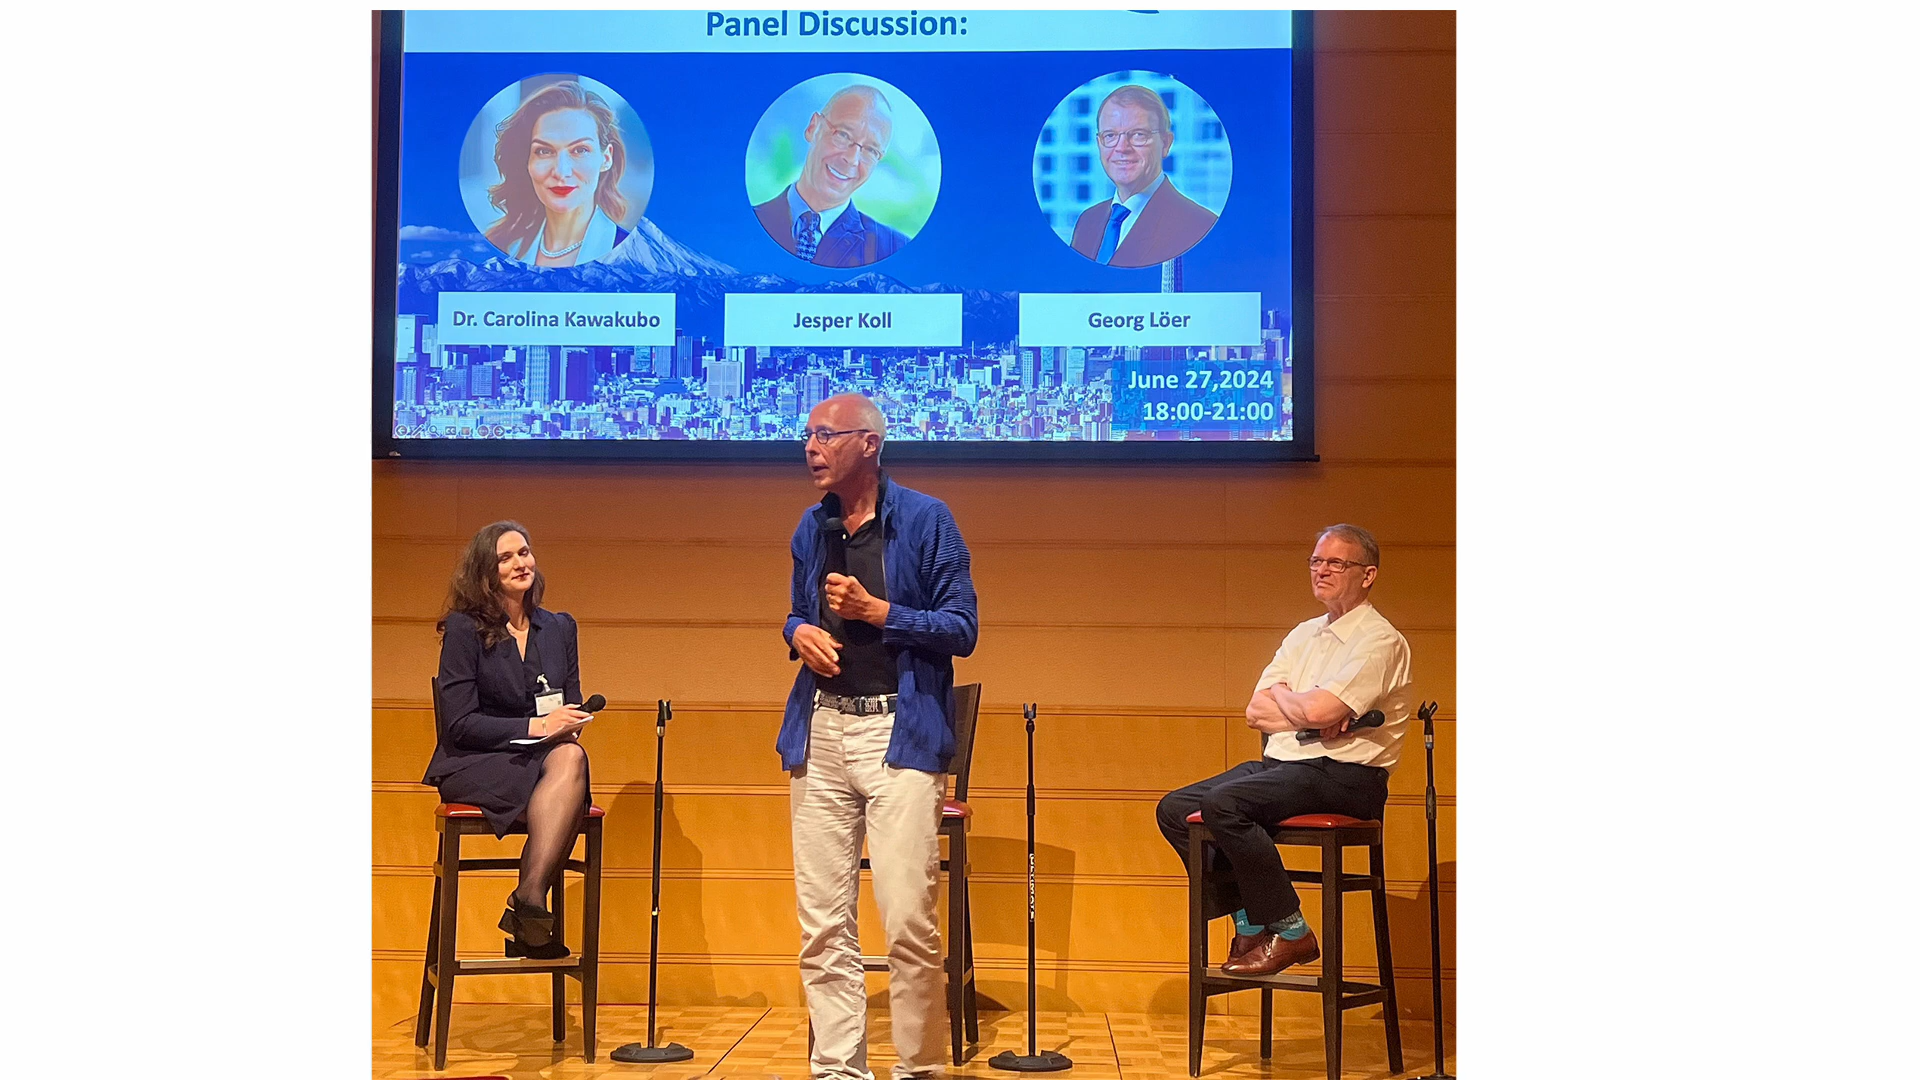 Panel Discussion:
Dr. Carolina Kawakubo
Jesper Koll
Georg Löer
June 27,2024
18:00-21:00